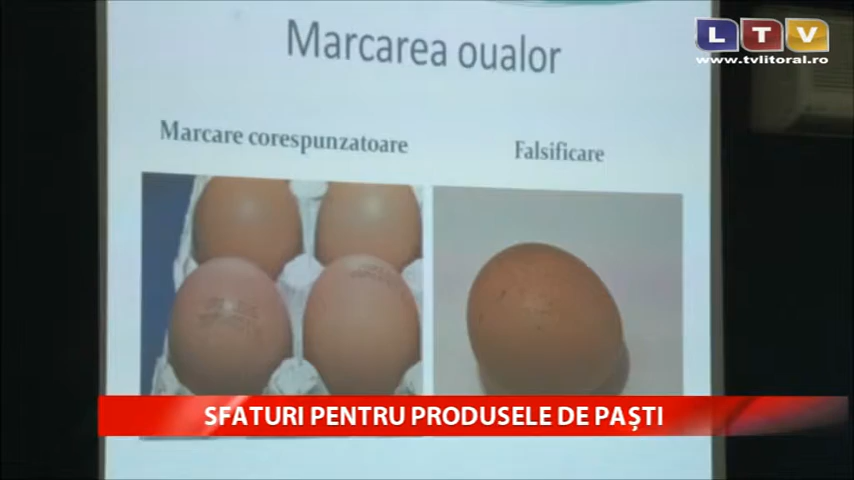 Marcarea oualor
LTV
www.tvlitoral.ro
Marcare corespunzatoare
Falsificare
SFATURI PENTRU PRODUSELE DE PAȘTI